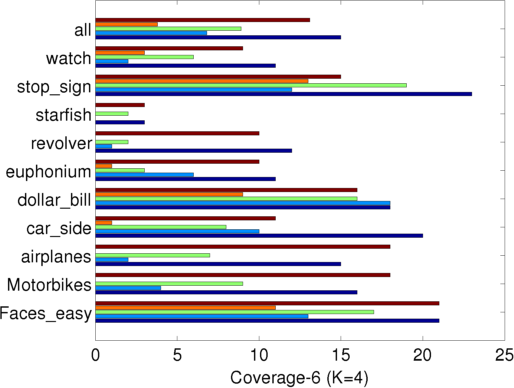 all
watch
stop_sign
starfish
revolver
euphonium
dollar_bill
car_side
airplanes
Motorbikes
Faces_easy
0 5 10 15 20 25
Coverage-6 (K=4)